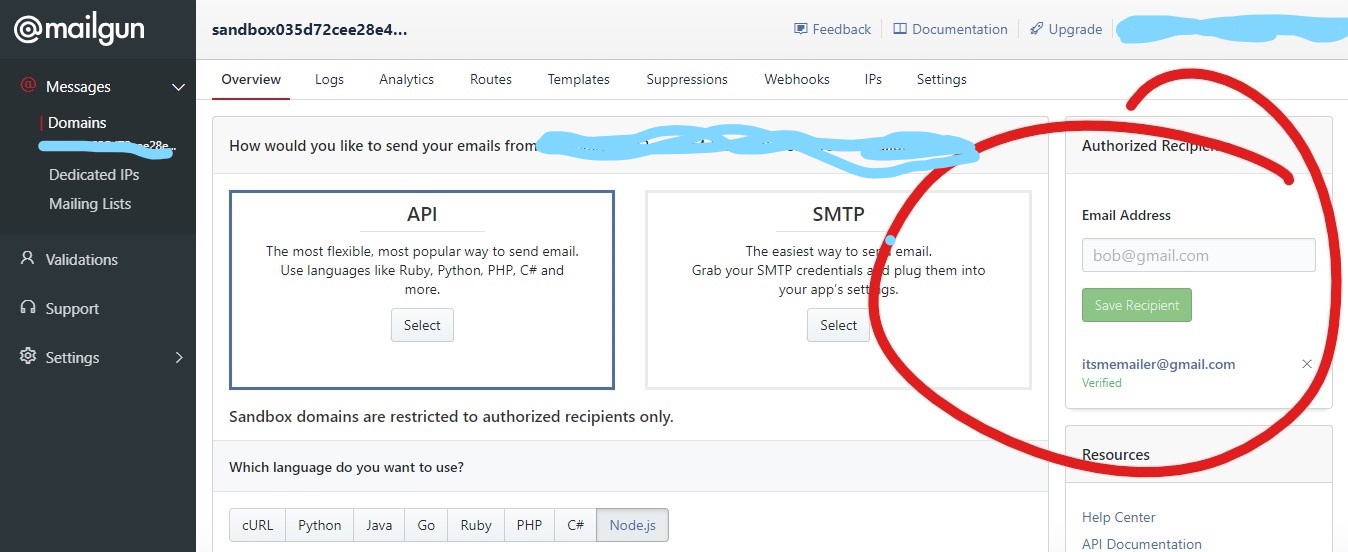 @mailgun
sandbox035d72cee28e4...
Feedback
Documentation
Upgrade
@ Messages
Domains
ee28e...
Dedicated IPs
Mailing Lists
Validations
Support
Settings
Overview Logs Analytics Routes Templates Suppressions Webhooks IPs Settings
How would you like to send your emails from
API
The most flexible, most popular way to send email.
Use languages like Ruby, Python, PHP, C# and
more.
Select
SMTP
The easiest way to send email.
Grab your SMTP credentials and plug them into
your app's settings.
Select
Sandbox domains are restricted to authorized recipients only.
Which language do you want to use?
cURL Python Java Go Ruby PHP C# Node.js
Authorized Recipien
Email Address
bob@gmail.com
Save Recipient
itsmemailer@gmail.com ×
Verified
Resources
Help Center
API Documentation